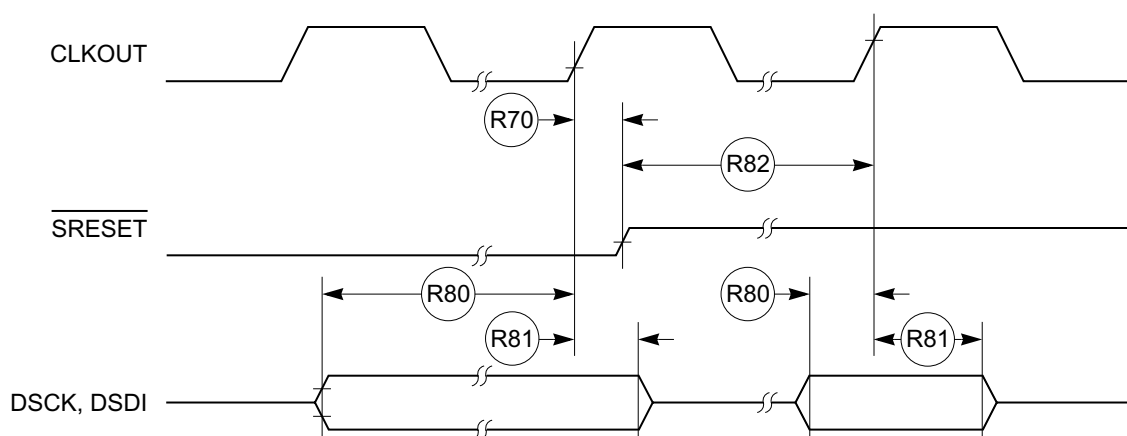 CLKOUT
R70
R82
SRESET
R80
R80
R81
R81
DSCK, DSDI